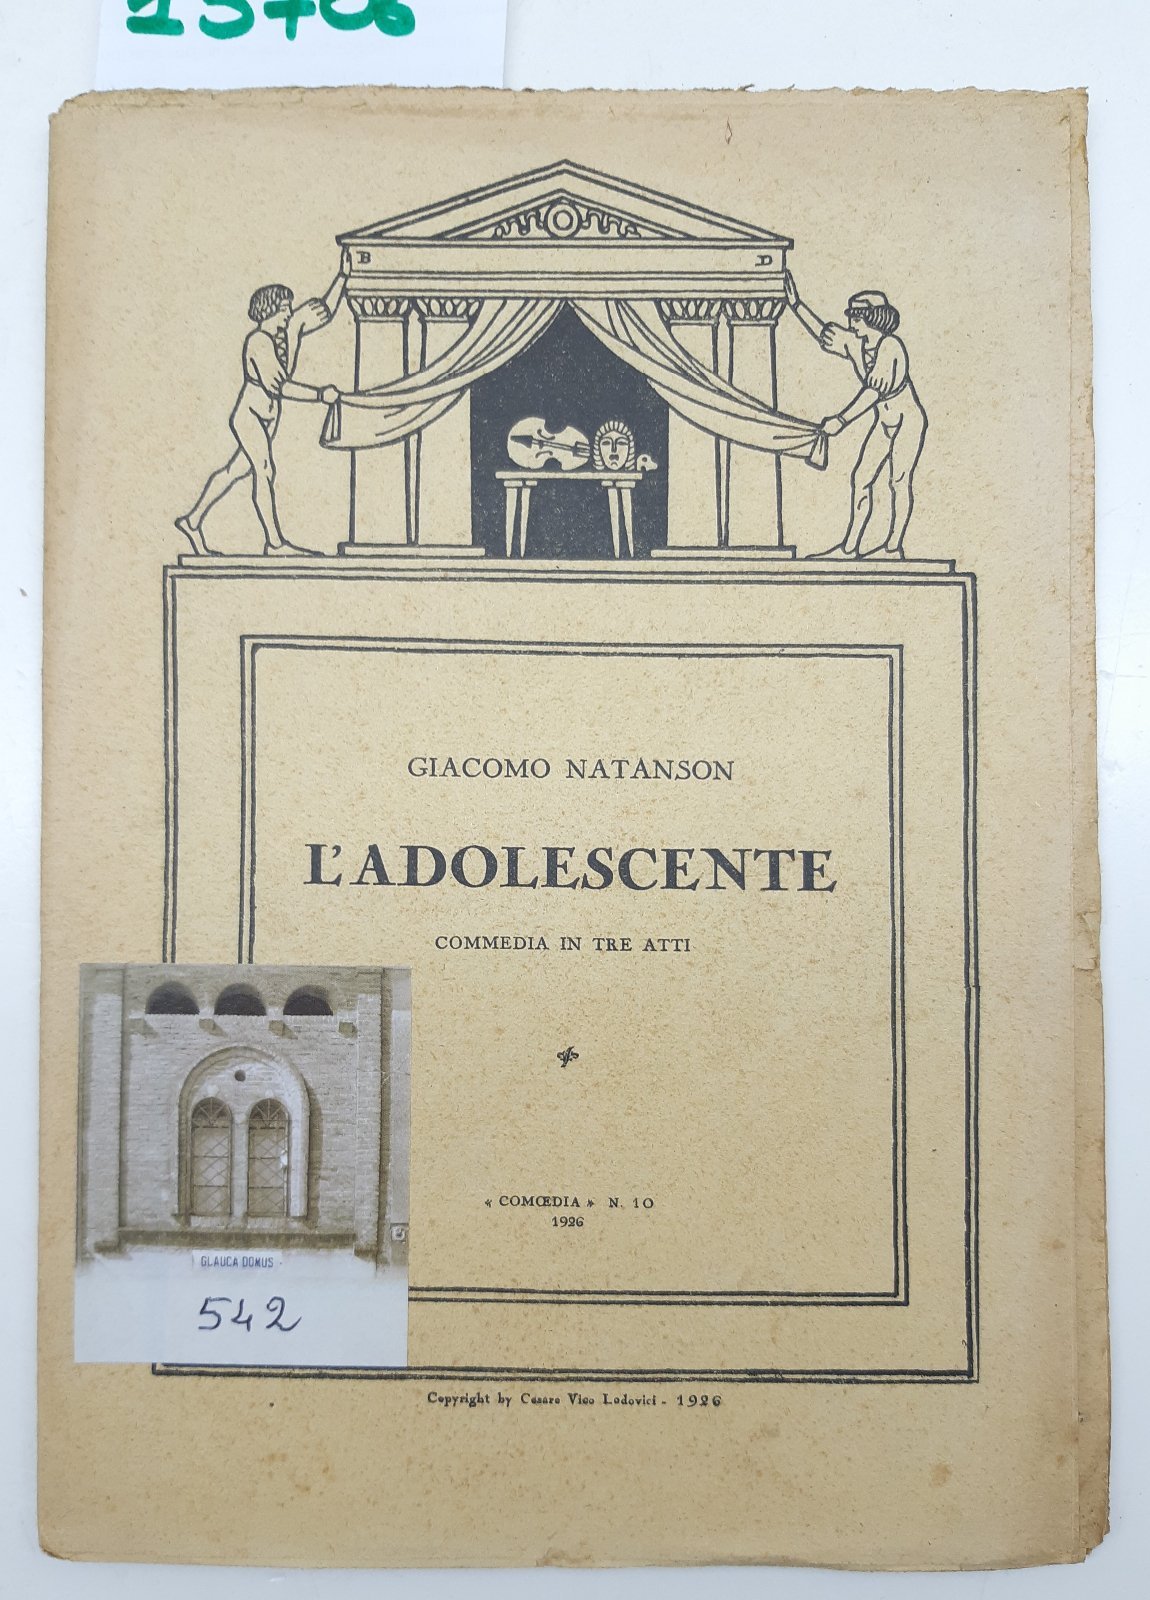 B D
GIACOMO NATANSON
L'ADOLESCENTE
COMMEDIA IN TRE ATTI
« COMŒDIA » N. 10
1926
GLAUCA DOMUS
542
Copyright by Cesare Vico Lodovici - 1926